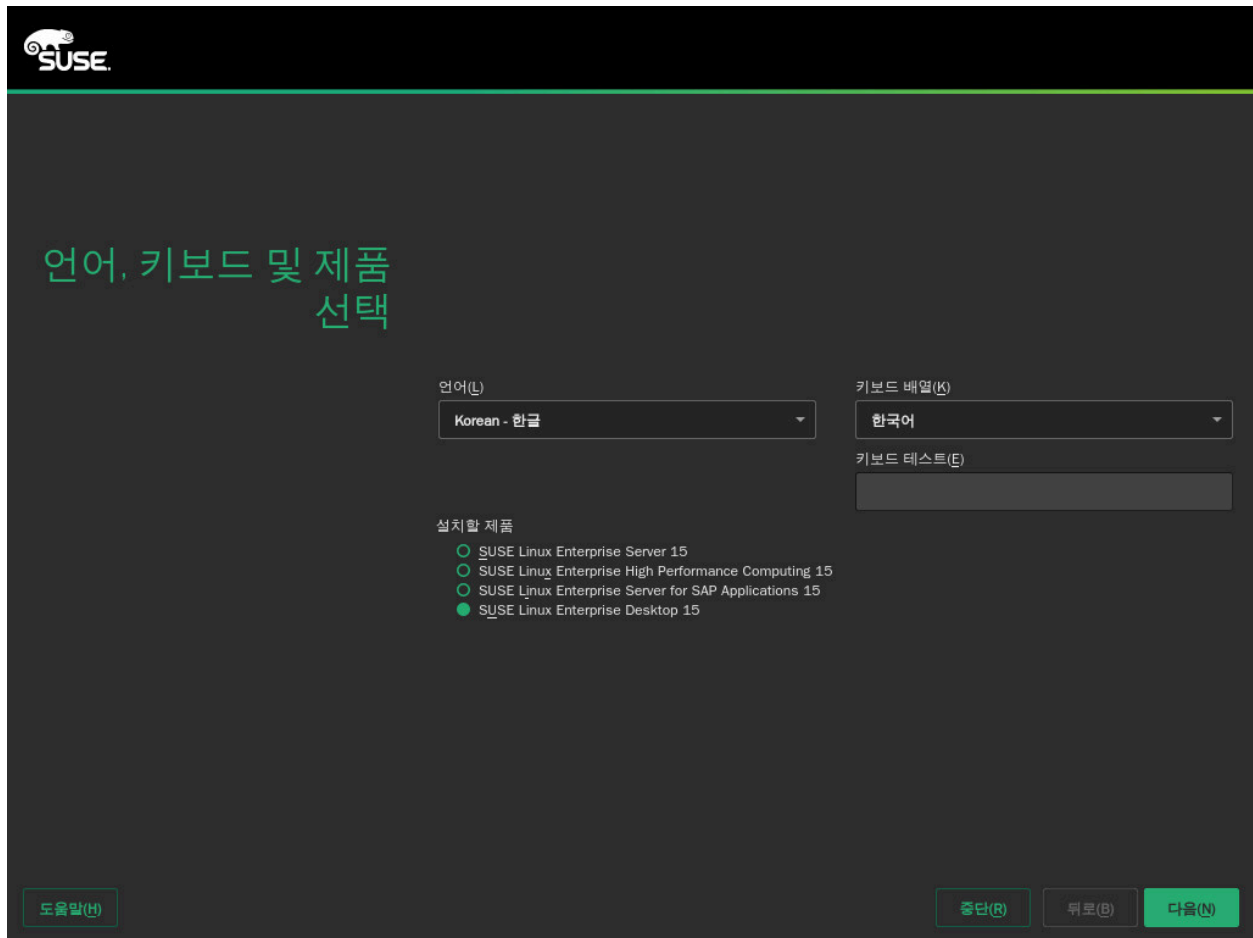 SUSE.
언어, 키보드 및 제품
선택
언어(L)
Korean - 한글
키보드 배열(K)
한국어
키보드 테스트(E)
설치할 제품
SUSE Linux Enterprise Server 15
SUSE Linux Enterprise High Performance Computing 15
SUSE Linux Enterprise Server for SAP Applications 15
SUSE Linux Enterprise Desktop 15
도움말(H)
중단(R)
뒤로(B)
다음(N)